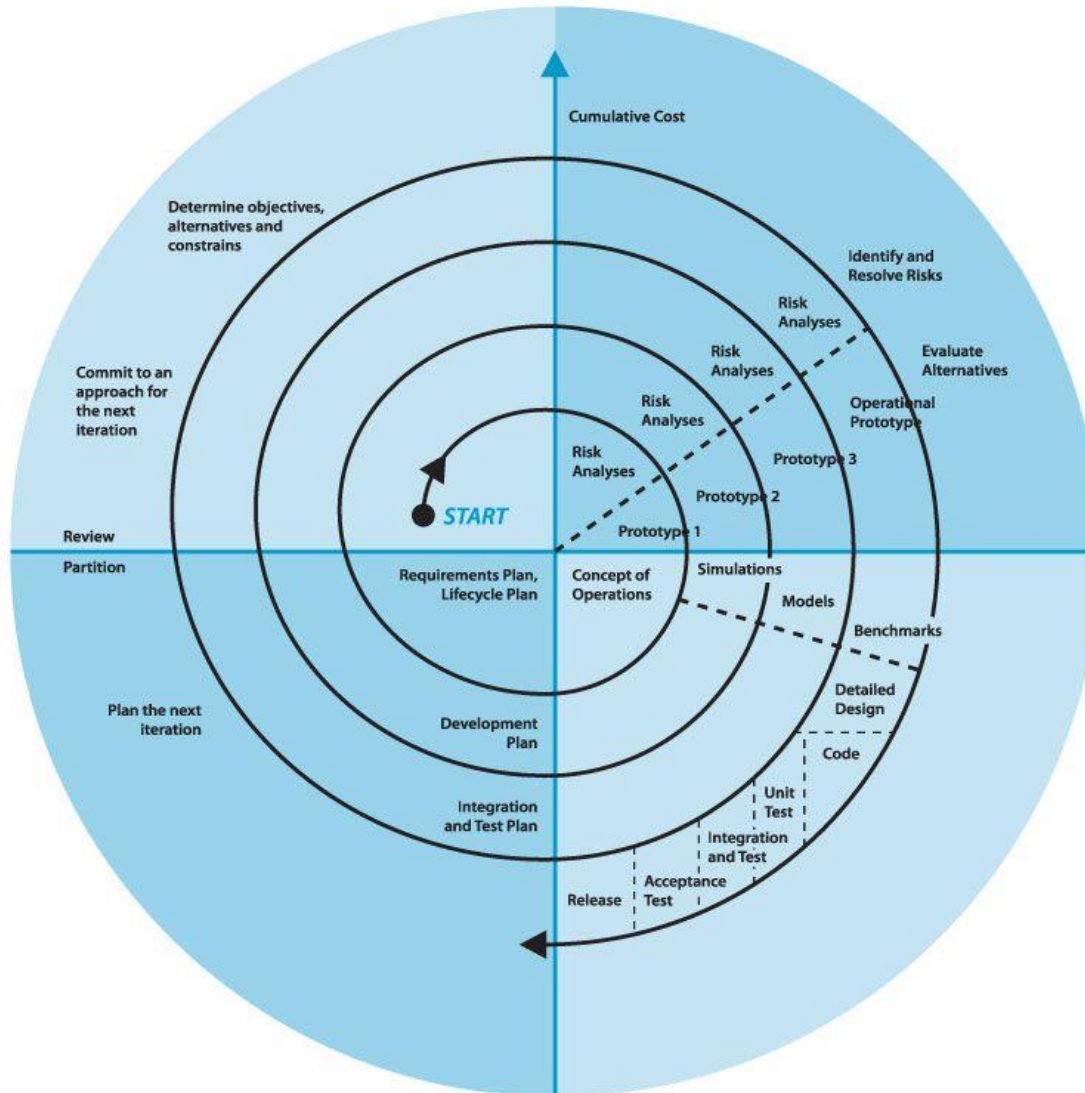 Cumulative Cost
Determine objectives,
alternatives and
constrains
Identify and
Resolve Risks
Risk
Analyses
Risk
Analyses
Risk
Analyses
Risk
Analyses
Evaluate
Alternatives
Commit to an
approach for
the next
iteration
Operational
Prototype
Prototype 3
Prototype 2
Prototype 1
START
Review
Partition
Requirements Plan,
Lifecycle Plan
Concept of
Operations
Simulations
Models
Benchmarks
Plan the next
iteration
Development
Plan
Detailed
Design
Code
Integration
and Test Plan
Unit
Test
Integration
and Test
Acceptance
Test
Release